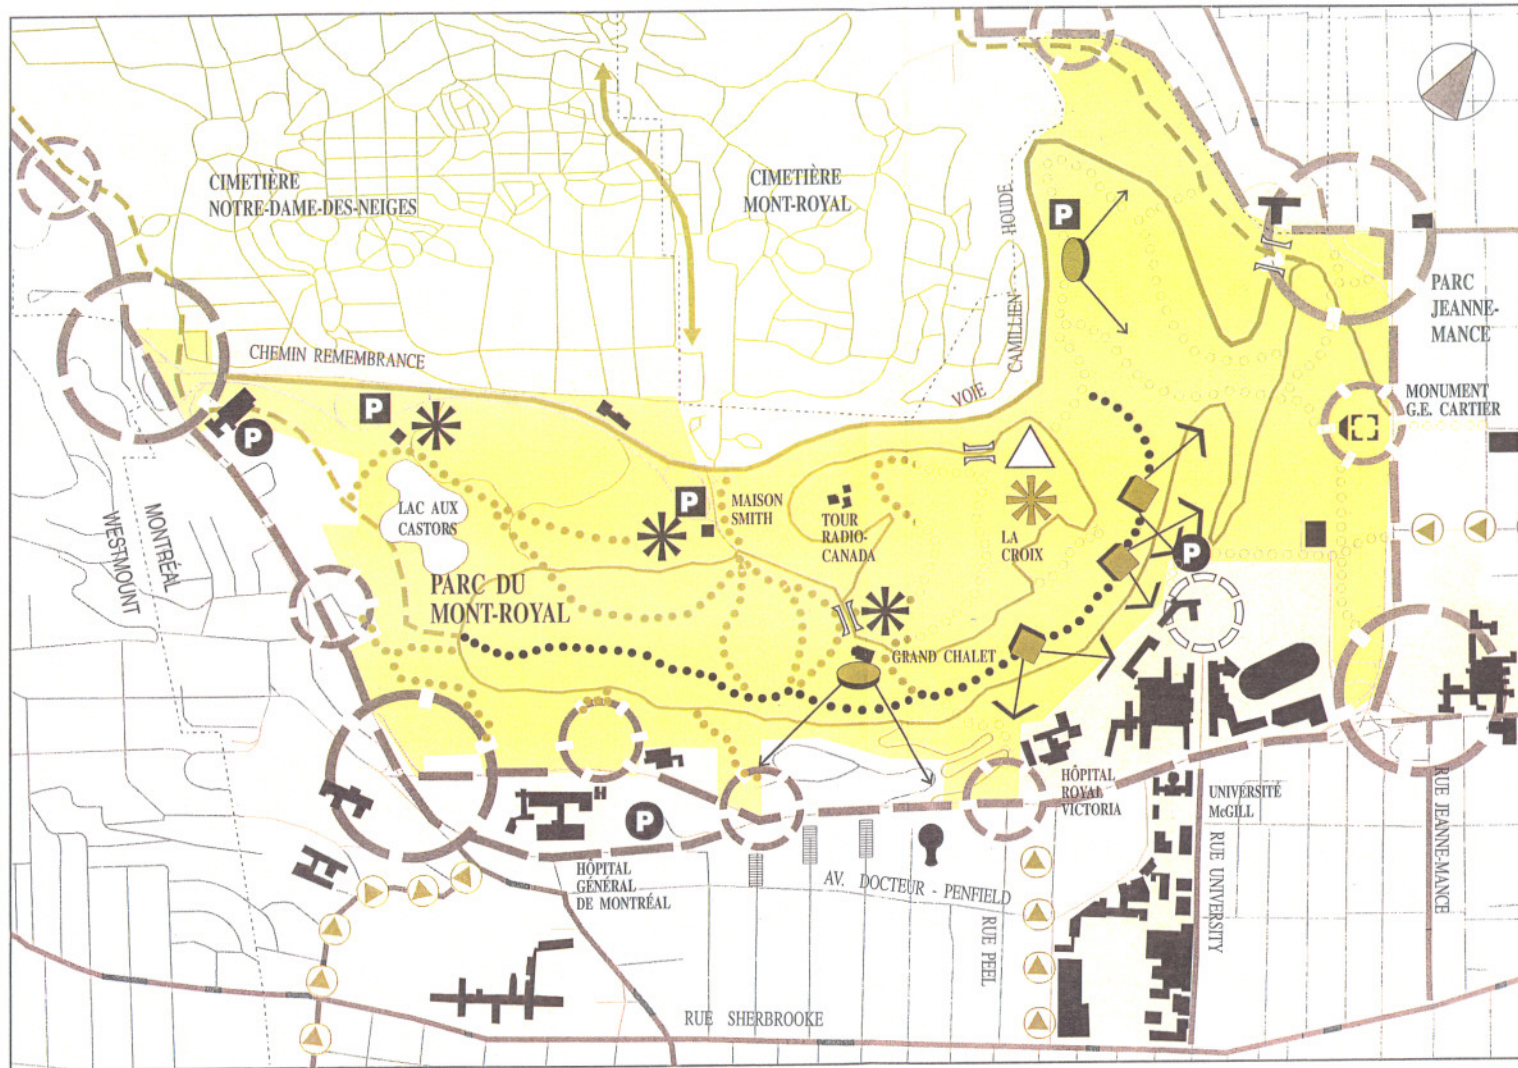 CIMETIÈRE
NOTRE-DAME-DES-NEIGES
CIMETIÈRE
MONT-ROYAL
VOIE CAMILLIEN HOUDE
P
PARC
JEANNE-
MANCE
CHEMIN REMEMBRANCE
P
P
MONUMENT
G.E. CARTIER
LAC AUX
CASTORS
P
MAISON
SMITH
TOUR
RADIO-
CANADA
LA
CROIX
P
MONTRÉAL
WESTMOUNT
PARC DU
MONT-ROYAL
GRAND CHALET
HÔPITAL
ROYAL
VICTORIA
UNIVERSITÉ
McGILL
P
HÔPITAL
GÉNÉRAL
DE MONTRÉAL
AV. DOCTEUR - PENFIELD
RUE PEEL
RUE UNIVERSITY
RUE JEANNE-MANCE
RUE SHERBROOKE